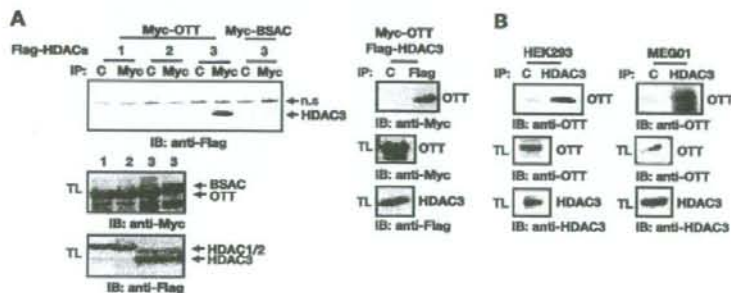 A
Myc-OTT Myc-BSAC
Flag-HDACs 1 2 3 3
IP: C Myc C Myc C Myc C Myc
n.s
HDAC3
IB: anti-Flag
1 2 3 3
TL
BSAC
OTT
IB: anti-Myc
TL
HDAC1/2
HDAC3
IB: anti-Flag
Myc-OTT
Flag-HDAC3
IP: C Flag
OTT
IB: anti-Myc
TL OTT
IB: anti-Myc
TL HDAC3
IB: anti-Flag
B
HEK293
IP: C HDAC3
OTT
IB: anti-OTT
TL OTT
IB: anti-OTT
TL HDAC3
IB: anti-HDAC3
MEG01
IP: C HDAC3
OTT
IB: anti-OTT
TL OTT
IB: anti-OTT
TL HDAC3
IB: anti-HDAC3